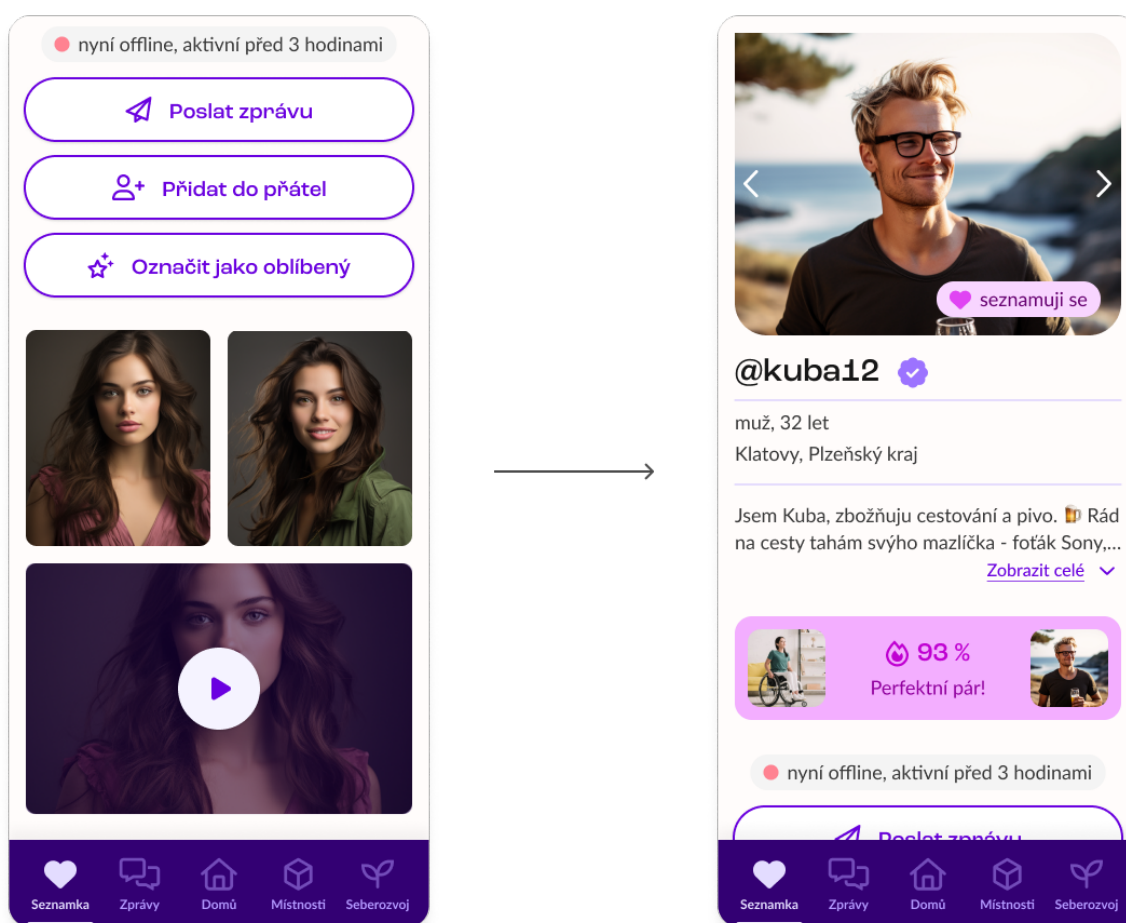 nyní offline, aktivní před 3 hodinami
Poslat zprávu
Přidat do přátel
Označit jako oblíbený
Seznamka
Zprávy
Domů
Místnosti
Seberozvoj
seznamuji se
@kuba12
muž, 32 let
Klatovy, Plzeňský kraj
Jsem Kuba, zbožňuju cestování a pivo. 🍺 Rád
na cesty tahám svýho mazlíčka - foťák Sony,...
Zobrazit celé
93 %
Perfektní pár!
nyní offline, aktivní před 3 hodinami
Poslat zprávu
Seznamka
Zprávy
Domů
Místnosti
Seberozvoj